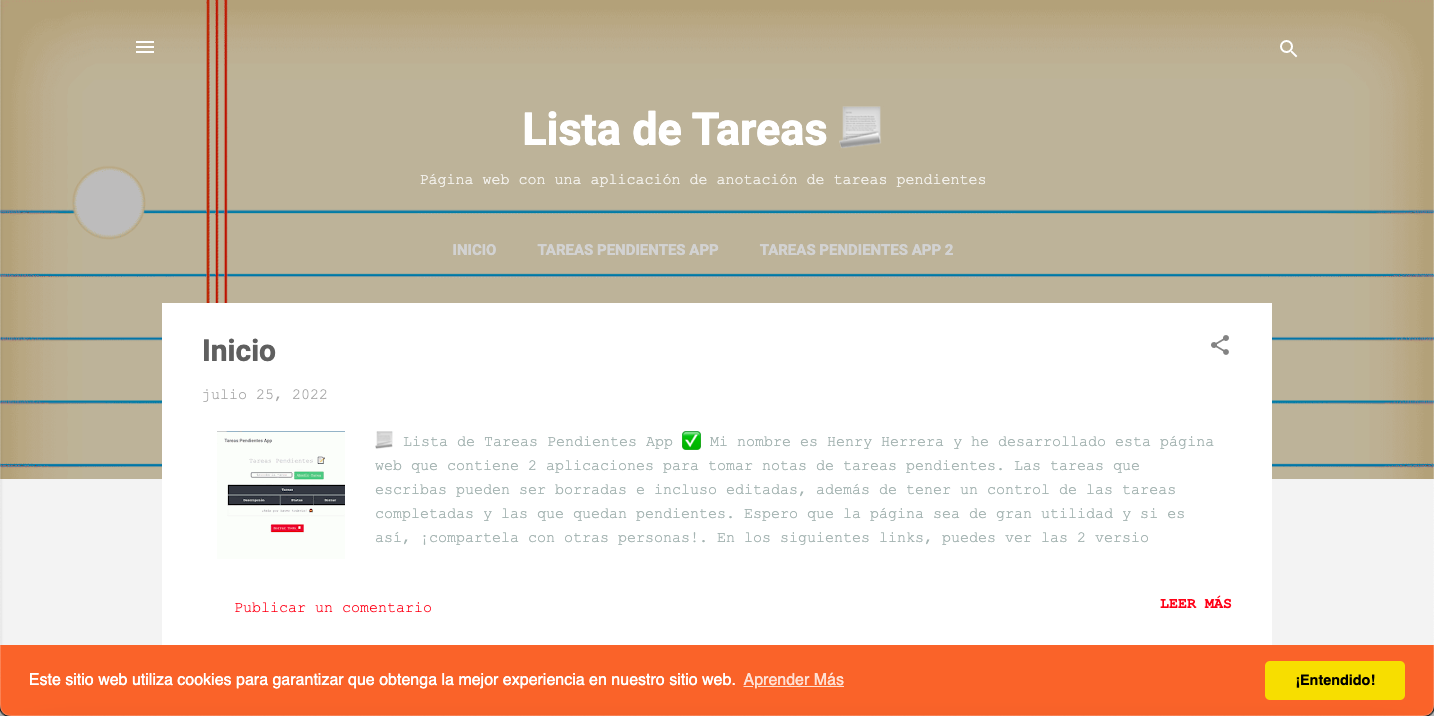 Lista de Tareas
Página web con una aplicación de anotación de tareas pendientes
INICIO TAREAS PENDIENTES APP TAREAS PENDIENTES APP 2
Inicio
julio 25, 2022
Tareas Pendientes App
Tareas Pendientes
Tareas
Descripción Status Borrar
Borrar Todo
Lista de Tareas Pendientes App ✅ Mi nombre es Henry Herrera y he desarrollado esta página
web que contiene 2 aplicaciones para tomar notas de tareas pendientes. Las tareas que
escribas pueden ser borradas e incluso editadas, además de tener un control de las tareas
completadas y las que quedan pendientes. Espero que la página sea de gran utilidad y si es
así, ¡compartela con otras personas!. En los siguientes links, puedes ver las 2 versio
Publicar un comentario
LEER MÁS
Este sitio web utiliza cookies para garantizar que obtenga la mejor experiencia en nuestro sitio web. Aprender Más
¡Entendido!